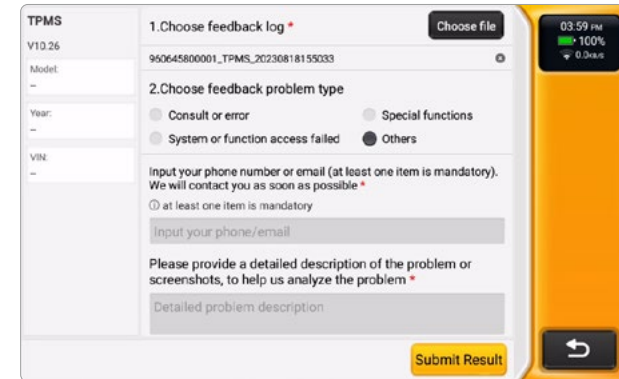 TPMS
V10.26
Model:
–
Year:
–
VIN:
–
1.Choose feedback log *
Choose file
960645800001_TPMS_20230818155033
2.Choose feedback problem type
Consult or error
Special functions
System or function access failed
Others
Input your phone number or email (at least one item is mandatory).
We will contact you as soon as possible *
at least one item is mandatory
Input your phone/email
Please provide a detailed description of the problem or
screenshots, to help us analyze the problem *
Detailed problem description
Submit Result
03:59 PM
100%